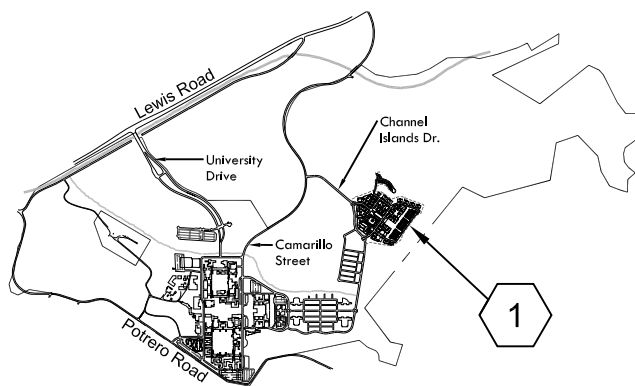 Lewis Road
Channel
Islands Dr.
University
Drive
Camarillo
Street
1
Potrero Road